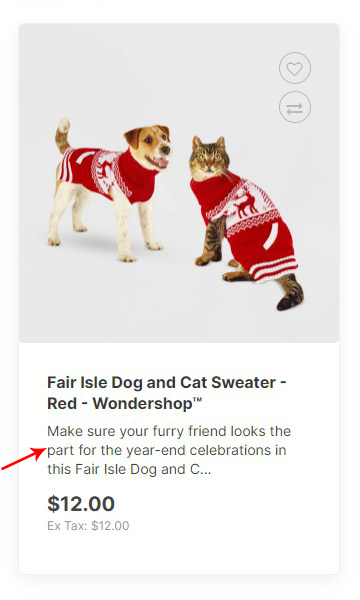 Fair Isle Dog and Cat Sweater -
Red - Wondershop™
Make sure your furry friend looks the
part for the year-end celebrations in
this Fair Isle Dog and C...
$12.00
Ex Tax: $12.00